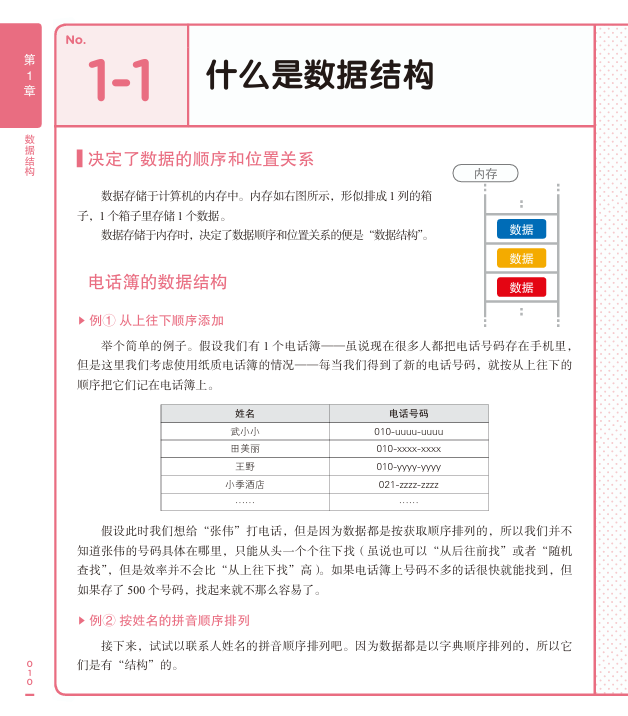 No.
1-1
什么是数据结构
第1章
数据结构
决定了数据的顺序和位置关系
数据存储于计算机的内存中。内存如右图所示，形似排成 1 列的箱
子，1 个箱子里存储 1 个数据。
数据存储于内存时，决定了数据顺序和位置关系的便是“数据结构”。
内存
数据
数据
数据
电话簿的数据结构
例① 从上往下顺序添加
举个简单的例子。假设我们有 1 个电话簿——虽说现在很多人都把电话号码存在手机里，
但是这里我们考虑使用纸质电话簿的情况——每当我们得到了新的电话号码，就按从上往下的
顺序把它们记在电话簿上。
姓名 电话号码
武小小 010-uuuu-uuuu
田美丽 010-xxxx-xxxx
王野 010-yyyy-yyyy
小季酒店 021-zzzz-zzzz
…… ……
假设此时我们想给“张伟”打电话，但是因为数据都是按获取顺序排列的，所以我们并不
知道张伟的号码具体在哪里，只能从头一个个往下找（虽说也可以“从后往前找”或者“随机
查找”，但是效率并不会比“从上往下找”高）。如果电话簿上号码不多的话很快就能找到，但
如果存了 500 个号码，找起来就不那么容易了。
例② 按姓名的拼音顺序排列
接下来，试试以联系人姓名的拼音顺序排列吧。因为数据都是以字典顺序排列的，所以它
们是有“结构”的。
010